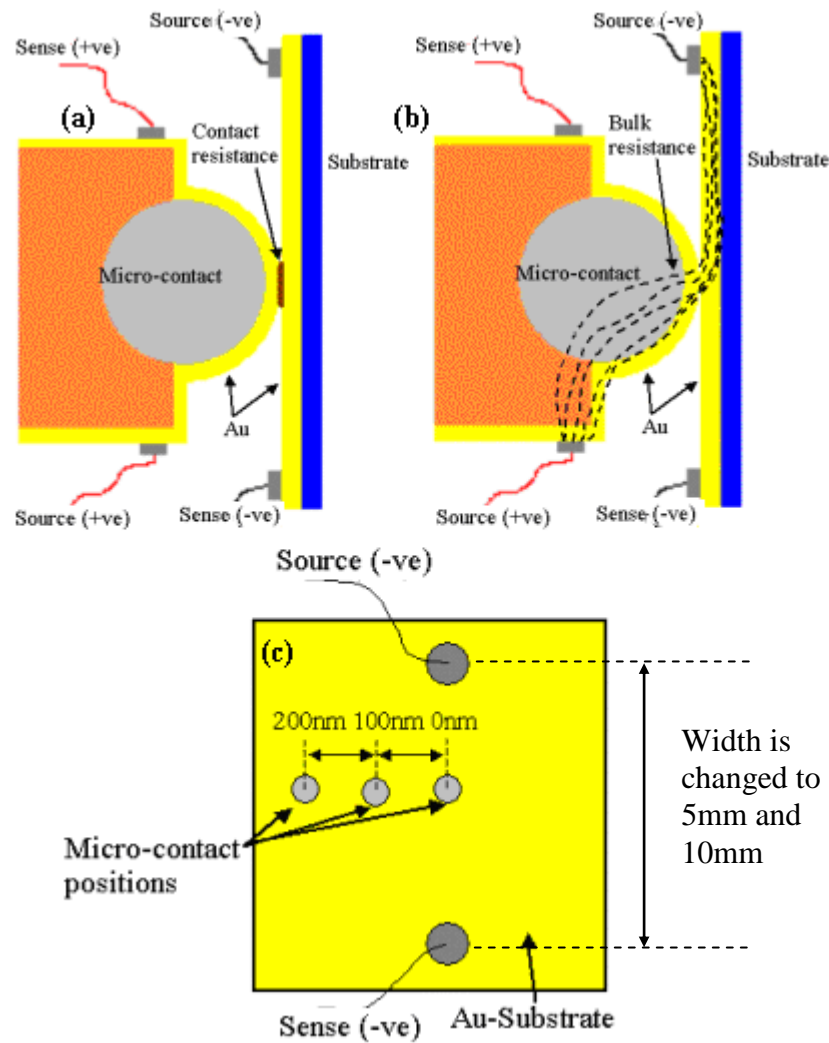 Source (-ve)
Sense (+ve)
(a)
Contact
resistance
Substrate
Micro-contact
Au
Source (+ve)
Sense (-ve)
Source (-ve)
Sense (+ve)
(b)
Bulk
resistance
Substrate
Micro-contact
Au
Source (+ve)
Sense (-ve)
Source (-ve)
(c)
200nm 100nm 0nm
Micro-contact
positions
Width is
changed to
5mm and
10mm
Sense (-ve)
Au-Substrate